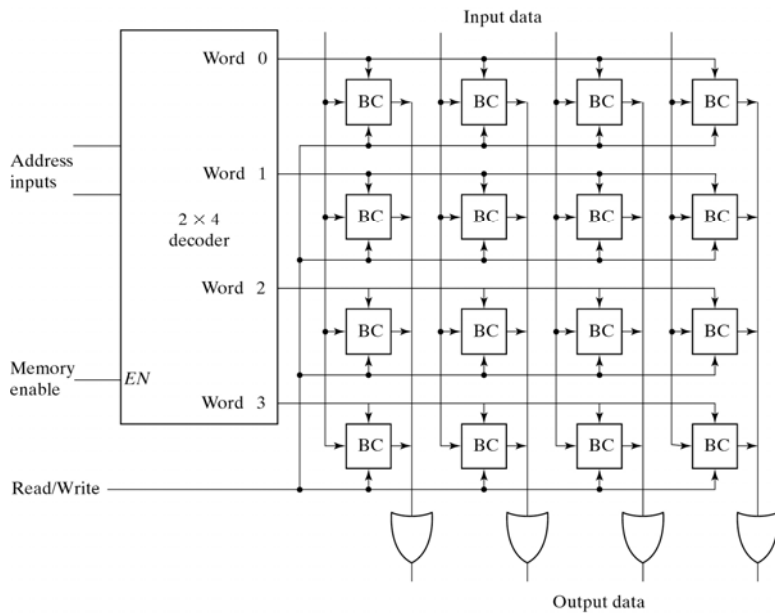 Input data
Word 0
BC BC BC BC
Address
inputs
Word 1
BC BC BC BC
2 × 4
decoder
Word 2
BC BC BC BC
Memory
enable
EN
Word 3
BC BC BC BC
Read/Write
Output data